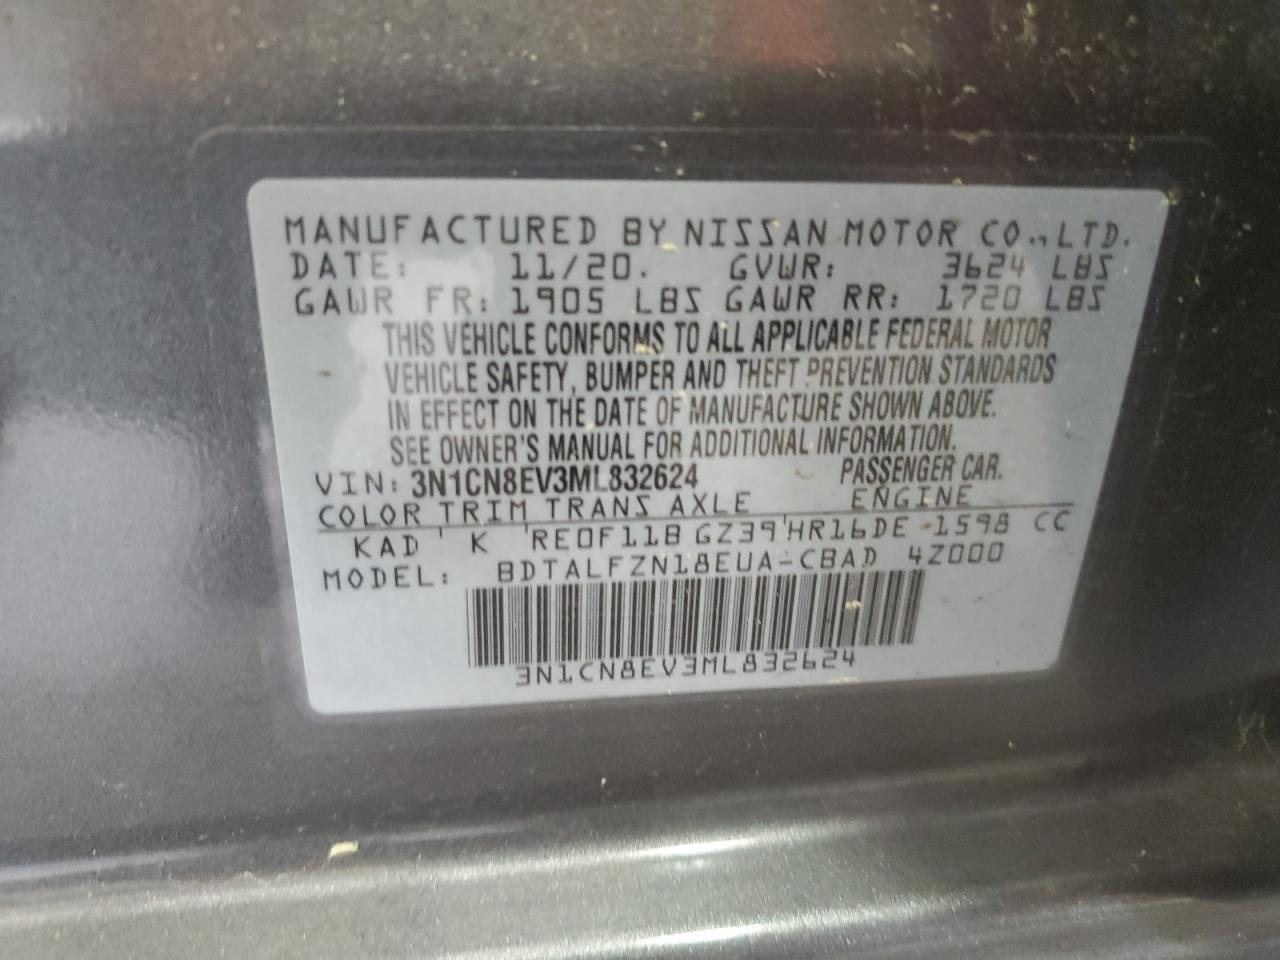 MANUFACTURED BY NISSAN MOTOR CO., LTD.
DATE: 11/20. GVWR: 3624 LBS
GAWR FR: 1905 LBS GAWR RR: 1720 LBS
THIS VEHICLE CONFORMS TO ALL APPLICABLE FEDERAL MOTOR
VEHICLE SAFETY, BUMPER AND THEFT PREVENTION STANDARDS
IN EFFECT ON THE DATE OF MANUFACTURE SHOWN ABOVE.
SEE OWNER'S MANUAL FOR ADDITIONAL INFORMATION.
VIN: 3N1CN8EV3ML832624 PASSENGER CAR.
COLOR TRIM TRANS AXLE ENGINE
KAD K RE0F11B GZ39 HR16DE 1598 CC
MODEL: BDTALFZN18EUA-CBAD 4Z000
3N1CN8EV3ML832624